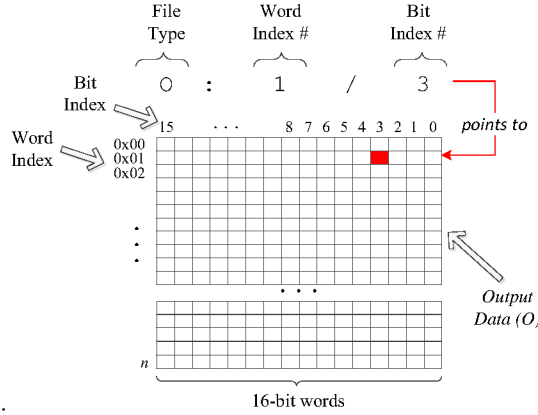 File Type
Word Index #
Bit Index #
O : 1 / 3
Bit Index
15 . . . 8 7 6 5 4 3 2 1 0
points to
Word Index
0x00
0x01
0x02
. . .
. . .
Output Data (O)
n
16-bit words
.